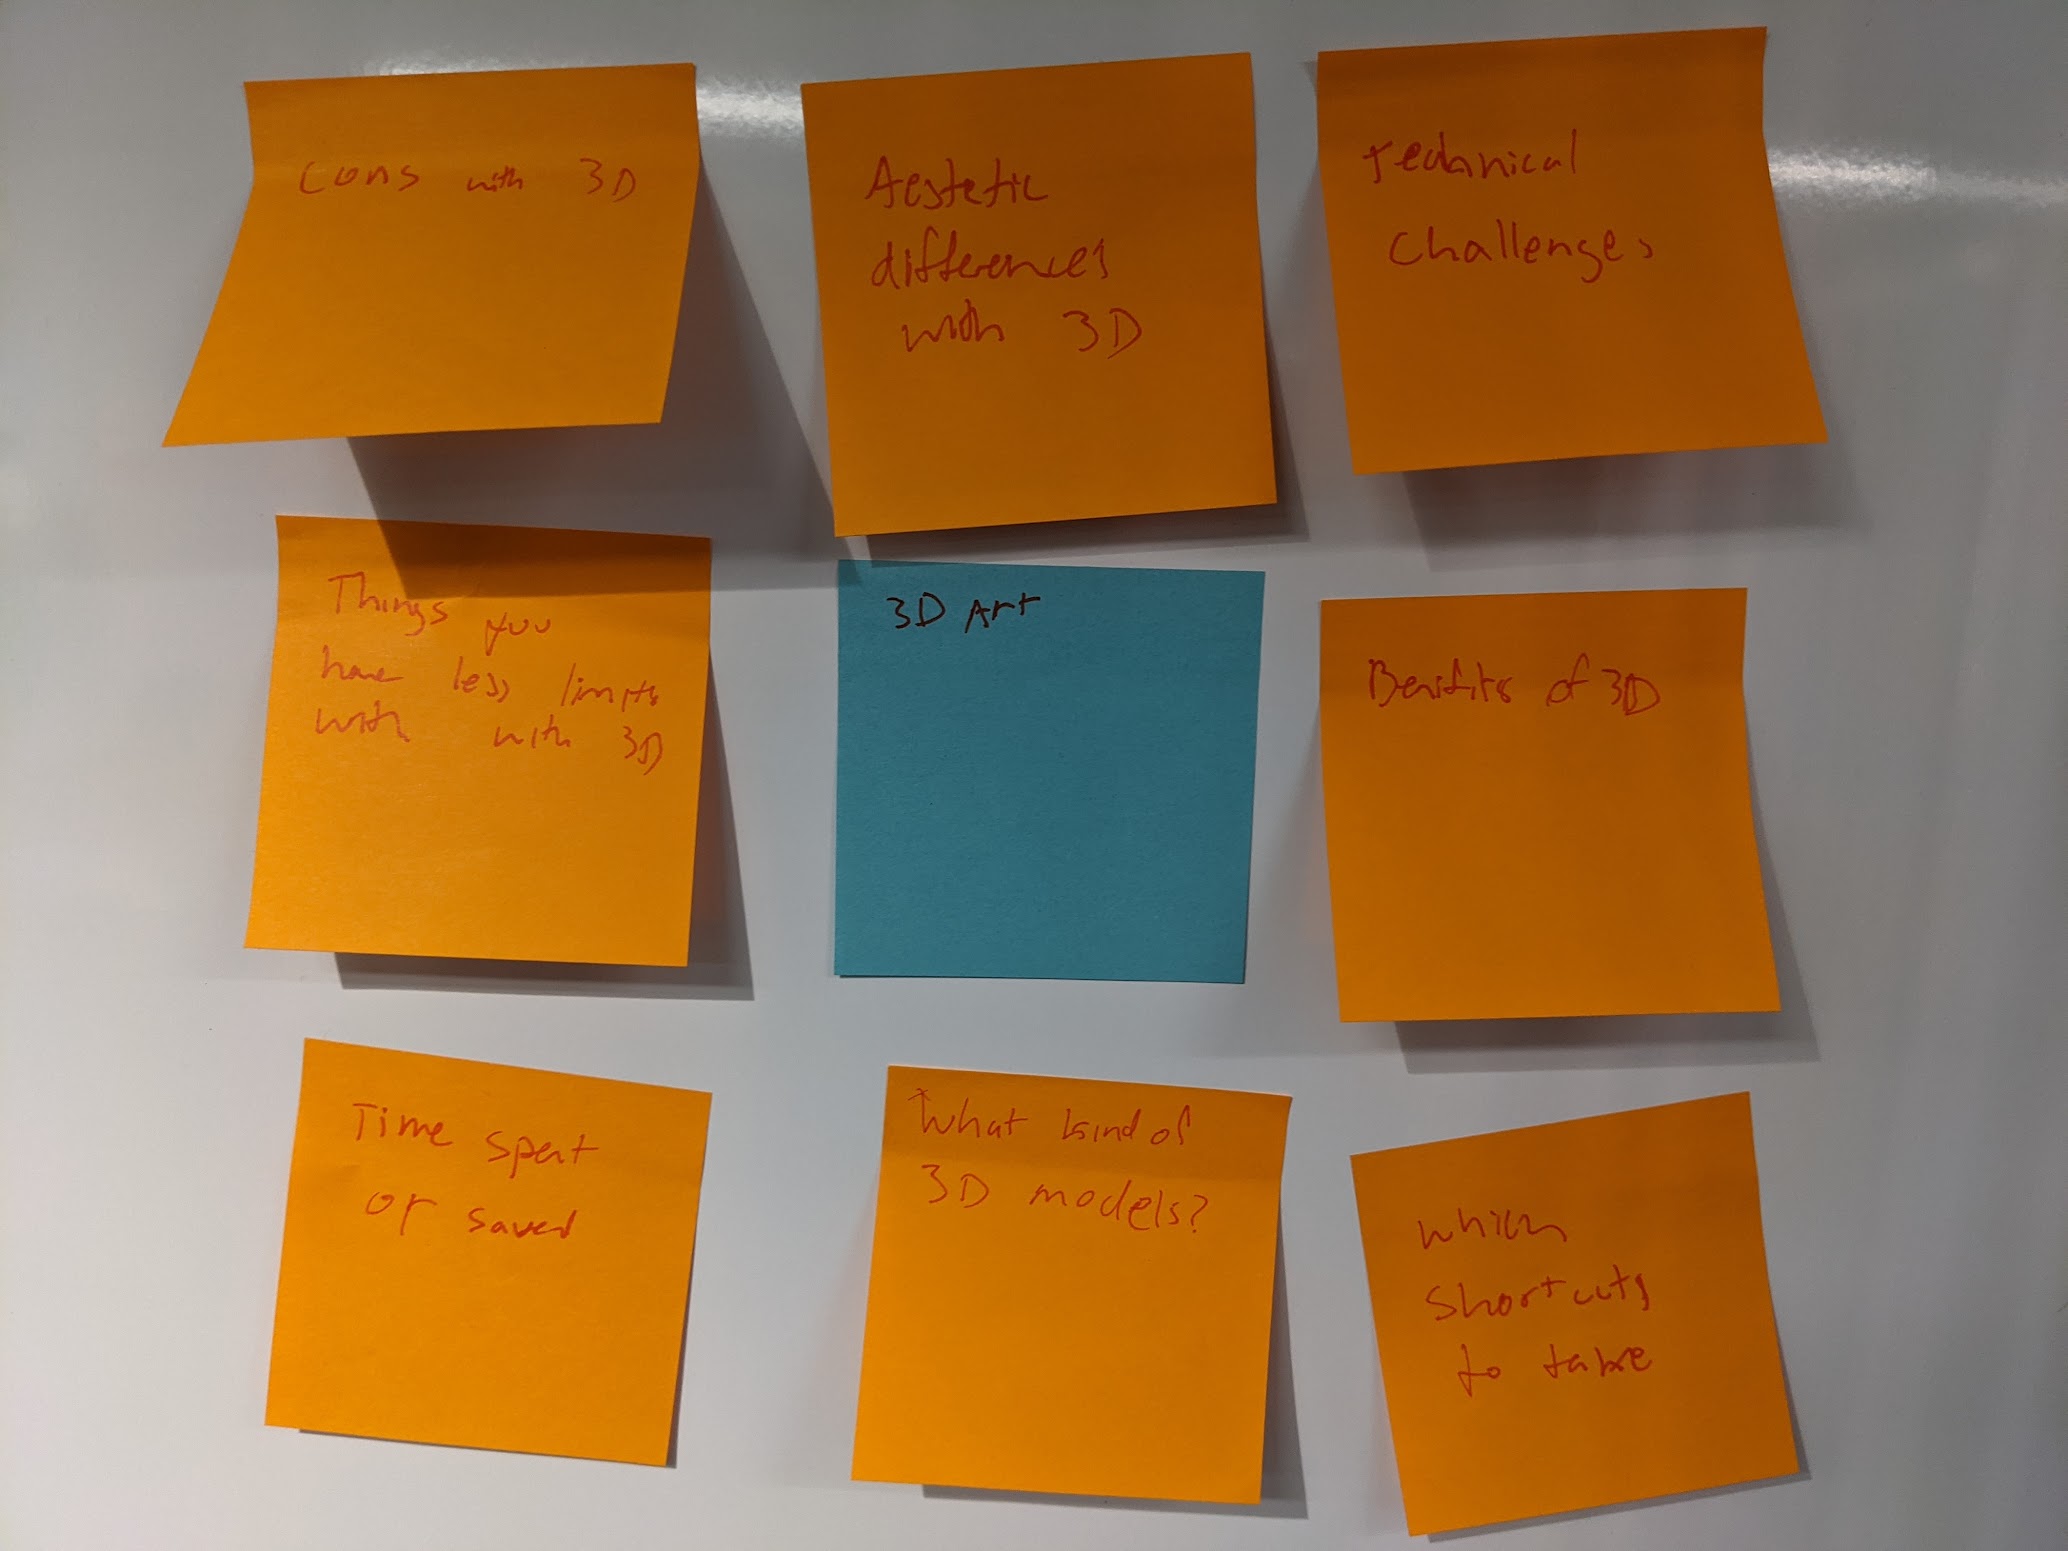 Cons with 3D
Aestetic
differences
with 3D
technical
challenges
Things you
have less limits
with with 3D
3D Art
Benifits of 3D
Time spent
or saved
What kind of
3D models?
which
shortcuts
to take